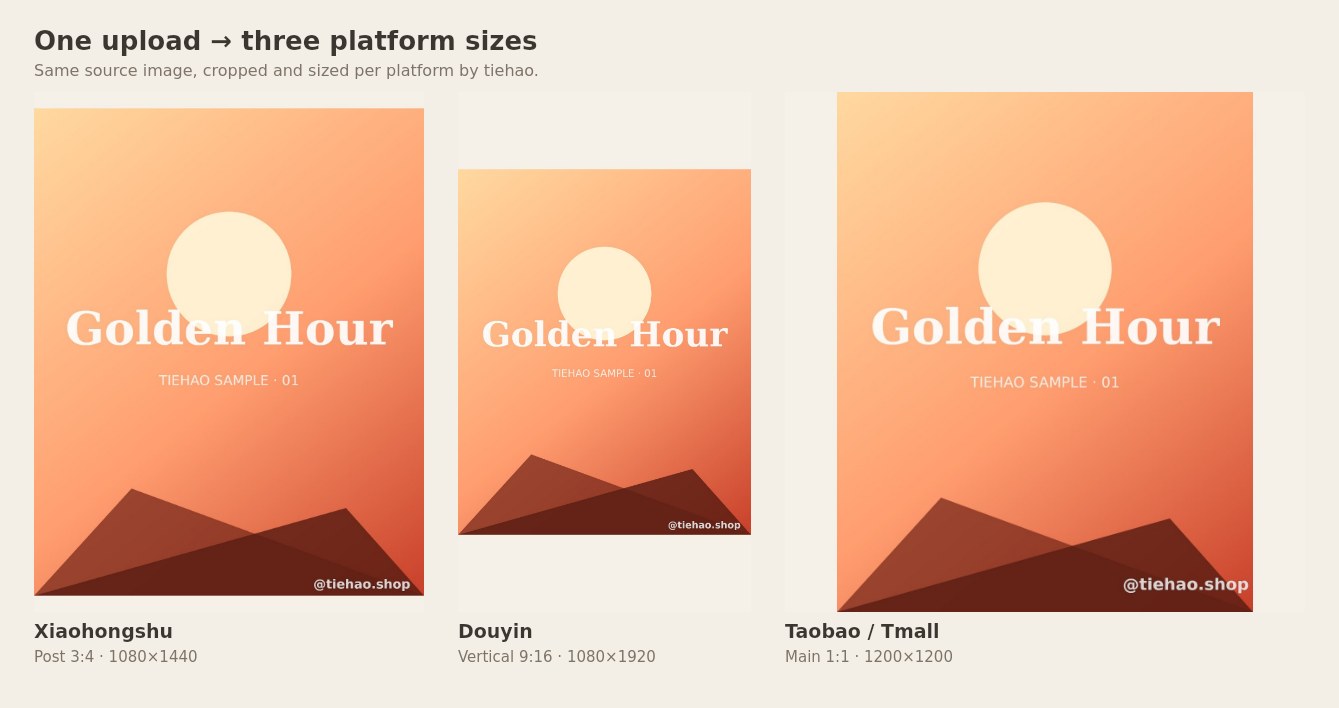 One upload → three platform sizes
Same source image, cropped and sized per platform by tiehao.
Golden Hour
TIEHAO SAMPLE · 01
@tiehao.shop
Xiaohongshu
Post 3:4 · 1080×1440
Golden Hour
TIEHAO SAMPLE · 01
@tiehao.shop
Douyin
Vertical 9:16 · 1080×1920
Golden Hour
TIEHAO SAMPLE · 01
@tiehao.shop
Taobao / Tmall
Main 1:1 · 1200×1200